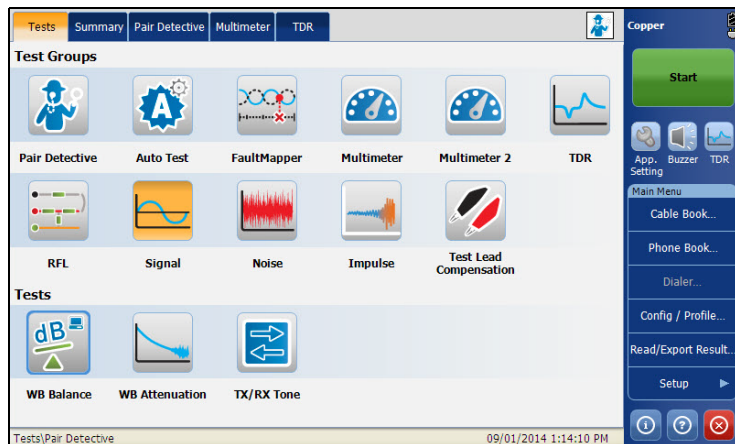 Tests Summary Pair Detective Multimeter TDR
Test Groups
Pair Detective Auto Test FaultMapper Multimeter Multimeter 2 TDR
RFL Signal Noise Impulse Test Lead
Compensation
Tests
dB
WB Balance WB Attenuation TX/RX Tone
Tests\Pair Detective 09/01/2014 1:14:10 PM
Copper
Start
App.
Setting Buzzer TDR
Main Menu
Cable Book...
Phone Book...
Dialer...
Config / Profile...
Read/Export Result..
Setup